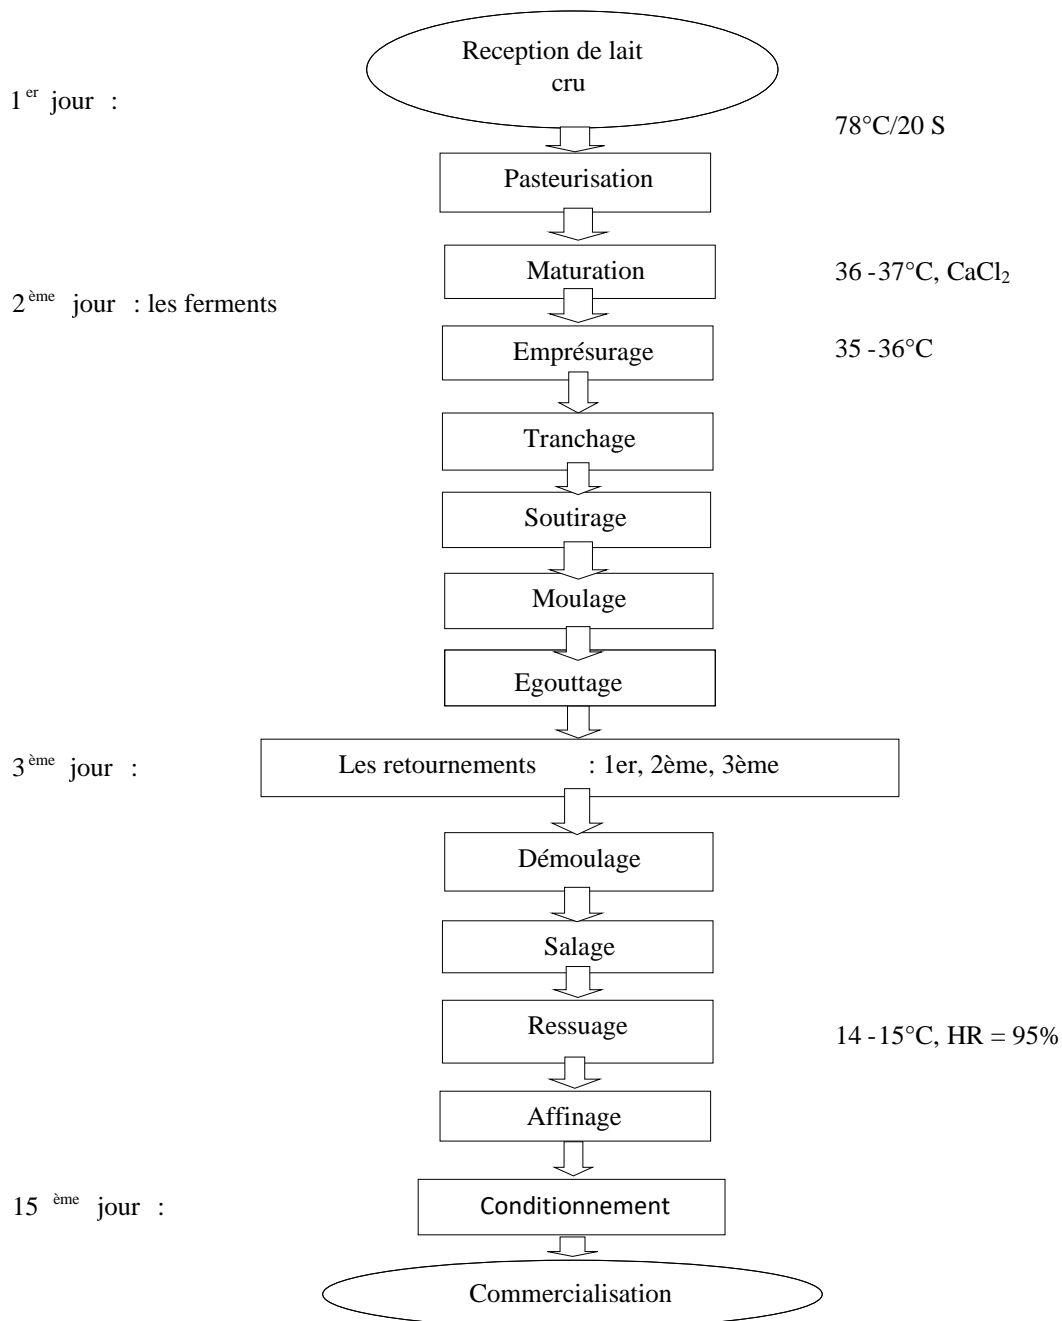 Reception de lait
cru
1er jour :
78°C/20 S
Pasteurisation
Maturation
36 -37°C, CaCl₂
2ème jour : les ferments
Emprésurage
35 -36°C
Tranchage
Soutirage
Moulage
Egouttage
3ème jour :
Les retournements : 1er, 2ème, 3ème
Démoulage
Salage
Ressuage
14 -15°C, HR = 95%
Affinage
15 ème jour :
Conditionnement
Commercialisation